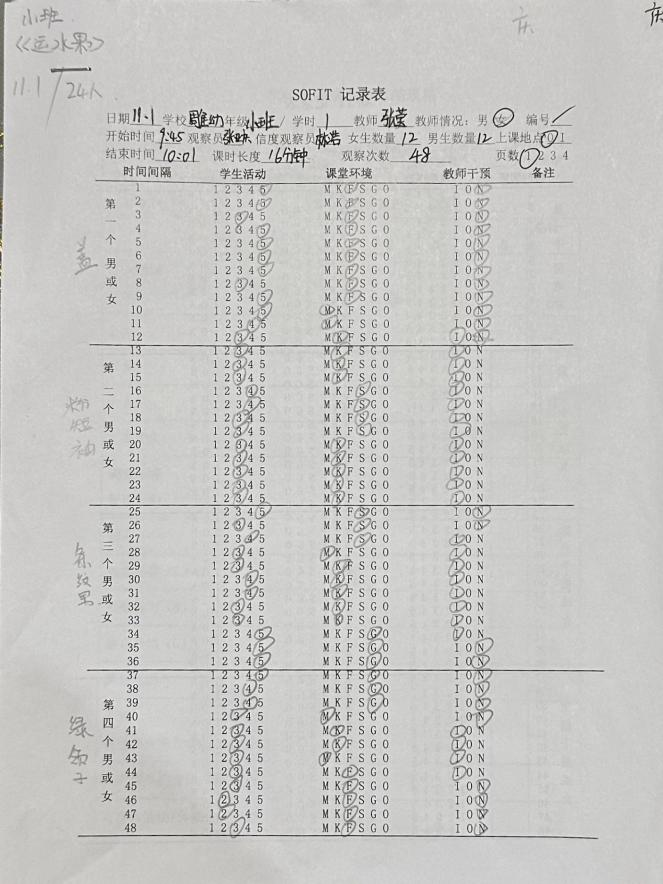 小班
《运水果》
11.1 / 24人
庆
庆
SOFIT 记录表
日期 11.1 学校 年级 小班 / 学时 1 教师 张莹 教师情况: 男 女 编号 /
开始时间 9:45 观察员 信度观察员 女生数量 12 男生数量 12 上课地点 0 1
结束时间 10:01 课时长度 16分钟 观察次数 48 页数 1 2 3 4
时间间隔 学生活动 课堂环境 教师干预 备注
第一个男或女
盖
1 1 2 3 4 5 M K F S G O I O N
2 1 2 3 4 5 M K F S G O I O N
3 1 2 3 4 5 M K F S G O I O N
4 1 2 3 4 5 M K F S G O I O N
5 1 2 3 4 5 M K F S G O I O N
6 1 2 3 4 5 M K F S G O I O N
7 1 2 3 4 5 M K F S G O I O N
8 1 2 3 4 5 M K F S G O I O N
9 1 2 3 4 5 M K F S G O I O N
10 1 2 3 4 5 M K F S G O I O N
11 1 2 3 4 5 M K F S G O I O N
12 1 2 3 4 5 M K F S G O I O N
第二个男或女
粉短袖
13 1 2 3 4 5 M K F S G O I O N
14 1 2 3 4 5 M K F S G O I O N
15 1 2 3 4 5 M K F S G O I O N
16 1 2 3 4 5 M K F S G O I O N
17 1 2 3 4 5 M K F S G O I O N
18 1 2 3 4 5 M K F S G O I O N
19 1 2 3 4 5 M K F S G O I O N
20 1 2 3 4 5 M K F S G O I O N
21 1 2 3 4 5 M K F S G O I O N
22 1 2 3 4 5 M K F S G O I O N
23 1 2 3 4 5 M K F S G O I O N
24 1 2 3 4 5 M K F S G O I O N
第三个男或女
条纹男
25 1 2 3 4 5 M K F S G O I O N
26 1 2 3 4 5 M K F S G O I O N
27 1 2 3 4 5 M K F S G O I O N
28 1 2 3 4 5 M K F S G O I O N
29 1 2 3 4 5 M K F S G O I O N
30 1 2 3 4 5 M K F S G O I O N
31 1 2 3 4 5 M K F S G O I O N
32 1 2 3 4 5 M K F S G O I O N
33 1 2 3 4 5 M K F S G O I O N
34 1 2 3 4 5 M K F S G O I O N
35 1 2 3 4 5 M K F S G O I O N
36 1 2 3 4 5 M K F S G O I O N
第四个男或女
绿 子
37 1 2 3 4 5 M K F S G O I O N
38 1 2 3 4 5 M K F S G O I O N
39 1 2 3 4 5 M K F S G O I O N
40 1 2 3 4 5 M K F S G O I O N
41 1 2 3 4 5 M K F S G O I O N
42 1 2 3 4 5 M K F S G O I O N
43 1 2 3 4 5 M K F S G O I O N
44 1 2 3 4 5 M K F S G O I O N
45 1 2 3 4 5 M K F S G O I O N
46 1 2 3 4 5 M K F S G O I O N
47 1 2 3 4 5 M K F S G O I O N
48 1 2 3 4 5 M K F S G O I O N